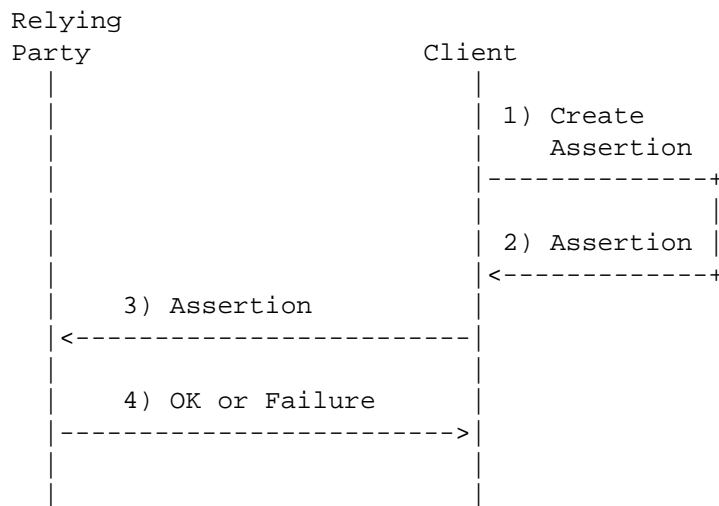 Relying
Party Client
1) Create
Assertion
2) Assertion
3) Assertion
4) OK or Failure